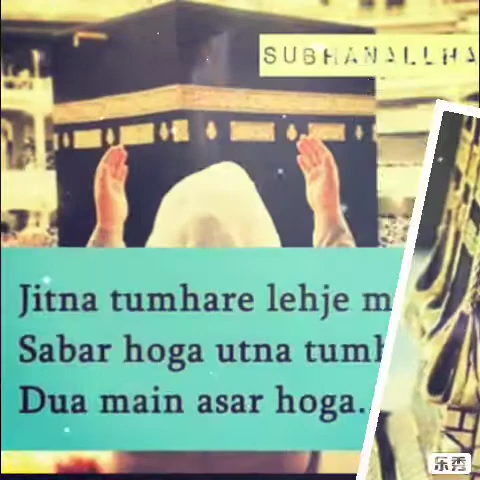 SUBHANALLHA
Jitna tumhare lehje
Sabar hoga utna
Dua main asar hoga..
乐秀